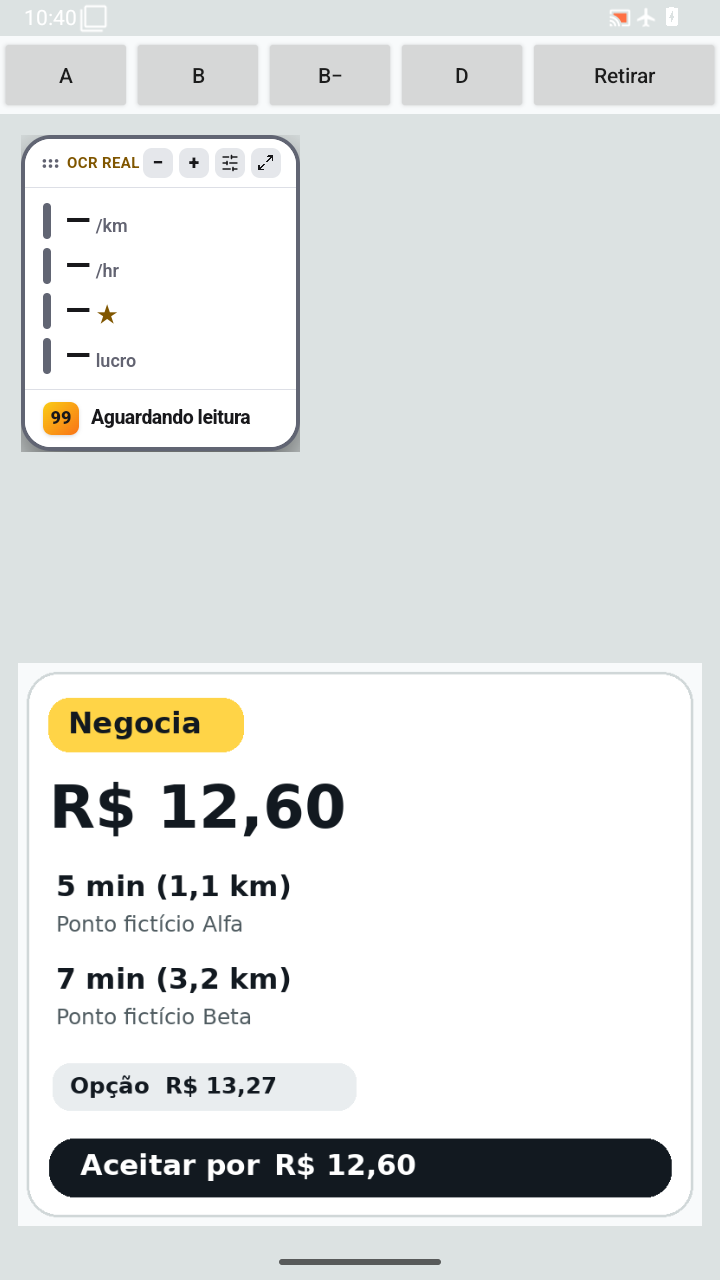 10:40
A B B− D Retirar
OCR REAL − +
— /km
— /hr
— ★
— lucro
99 Aguardando leitura
Negocia
R$ 12,60
5 min (1,1 km)
Ponto fictício Alfa
7 min (3,2 km)
Ponto fictício Beta
Opção R$ 13,27
Aceitar por R$ 12,60